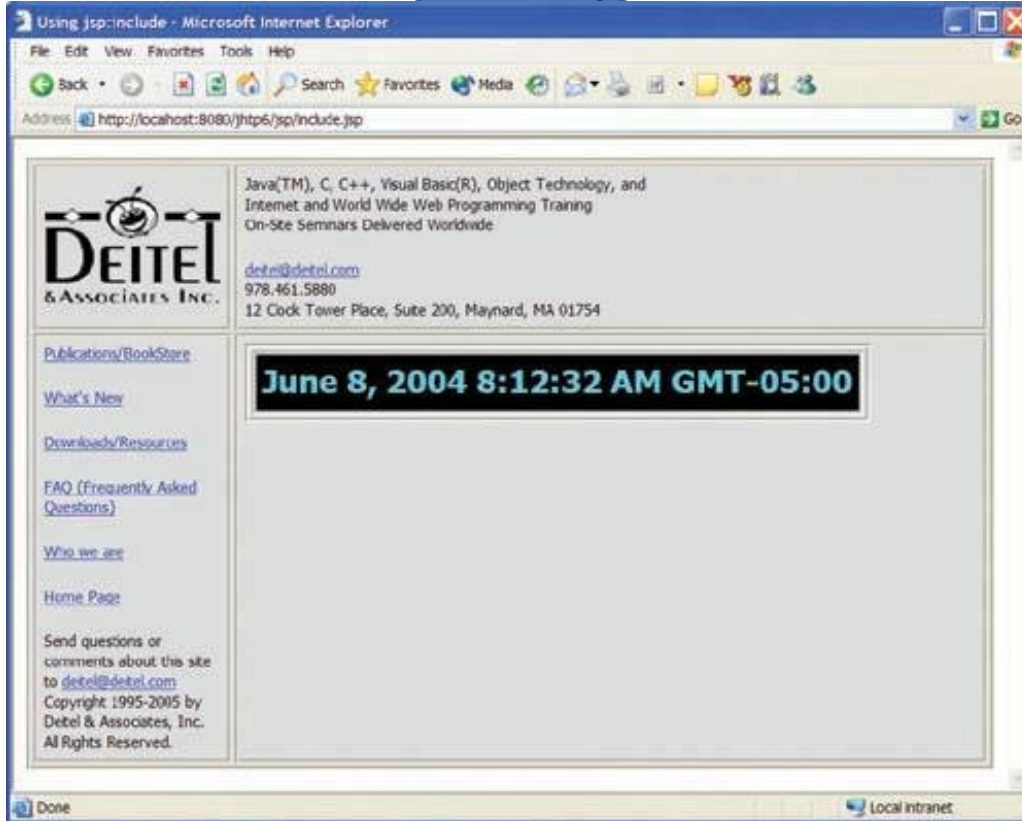 Using jsp:include - Microsoft Internet Explorer
File Edit View Favorites Tools Help
Back Search Favorites Media
Address http://localhost:8080/jhtp6/jsp/include.jsp Go
DEITEL
& ASSOCIATES INC.
Java(TM), C, C++, Visual Basic(R), Object Technology, and
Internet and World Wide Web Programming Training
On-Site Seminars Delivered Worldwide
deitel@deitel.com
978.461.5880
12 Clock Tower Place, Suite 200, Maynard, MA 01754
Publications/BookStore
What's New
Downloads/Resources
FAQ (Frequently Asked
Questions)
Who we are
Home Page
Send questions or
comments about this site
to deitel@deitel.com
Copyright 1995-2005 by
Deitel & Associates, Inc.
All Rights Reserved.
June 8, 2004 8:12:32 AM GMT-05:00
Done
Local intranet